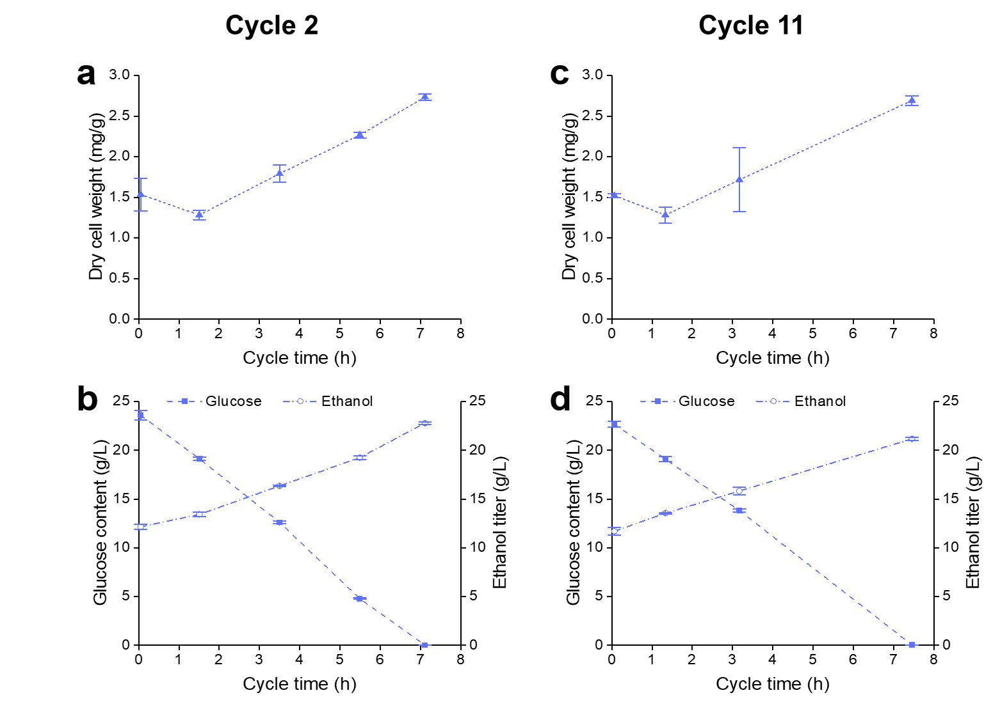 Cycle 2
Cycle 11
a
3.0
2.5
2.0
1.5
1.0
0.5
0.0
Dry cell weight (mg/g)
0 1 2 3 4 5 6 7 8
Cycle time (h)
c
3.0
2.5
2.0
1.5
1.0
0.5
0.0
Dry cell weight (mg/g)
0 1 2 3 4 5 6 7 8
Cycle time (h)
b
Glucose Ethanol
25
20
15
10
5
0
Glucose content (g/L)
25
20
15
10
5
0
Ethanol titer (g/L)
0 1 2 3 4 5 6 7 8
Cycle time (h)
d
Glucose Ethanol
25
20
15
10
5
0
Glucose content (g/L)
25
20
15
10
5
0
Ethanol titer (g/L)
0 1 2 3 4 5 6 7 8
Cycle time (h)